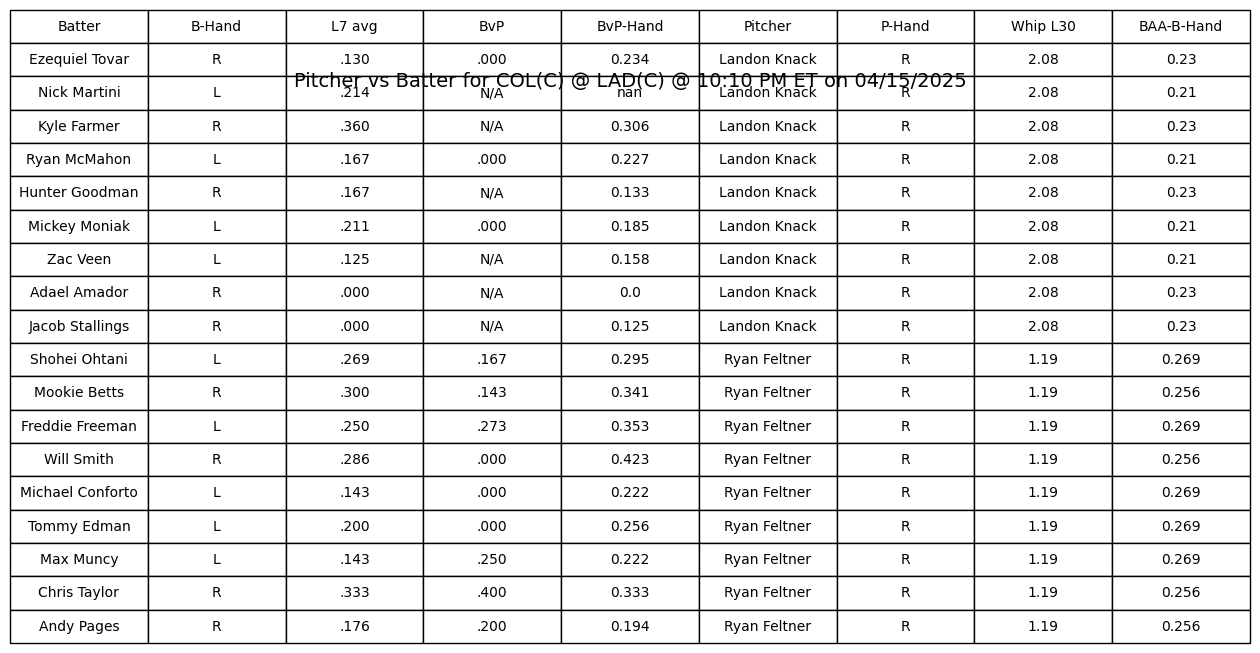 Batter B-Hand L7 avg BvP BvP-Hand Pitcher P-Hand Whip L30 BAA-B-Hand
Ezequiel Tovar R .130 .000 0.234 Landon Knack R 2.08 0.23
Pitcher vs Batter for COL(C) @ LAD(C) @ 10:10 PM ET on 04/15/2025
Nick Martini L .214 N/A nan Landon Knack R 2.08 0.21
Kyle Farmer R .360 N/A 0.306 Landon Knack R 2.08 0.23
Ryan McMahon L .167 .000 0.227 Landon Knack R 2.08 0.21
Hunter Goodman R .167 N/A 0.133 Landon Knack R 2.08 0.23
Mickey Moniak L .211 .000 0.185 Landon Knack R 2.08 0.21
Zac Veen L .125 N/A 0.158 Landon Knack R 2.08 0.21
Adael Amador R .000 N/A 0.0 Landon Knack R 2.08 0.23
Jacob Stallings R .000 N/A 0.125 Landon Knack R 2.08 0.23
Shohei Ohtani L .269 .167 0.295 Ryan Feltner R 1.19 0.269
Mookie Betts R .300 .143 0.341 Ryan Feltner R 1.19 0.256
Freddie Freeman L .250 .273 0.353 Ryan Feltner R 1.19 0.269
Will Smith R .286 .000 0.423 Ryan Feltner R 1.19 0.256
Michael Conforto L .143 .000 0.222 Ryan Feltner R 1.19 0.269
Tommy Edman L .200 .000 0.256 Ryan Feltner R 1.19 0.269
Max Muncy L .143 .250 0.222 Ryan Feltner R 1.19 0.269
Chris Taylor R .333 .400 0.333 Ryan Feltner R 1.19 0.256
Andy Pages R .176 .200 0.194 Ryan Feltner R 1.19 0.256